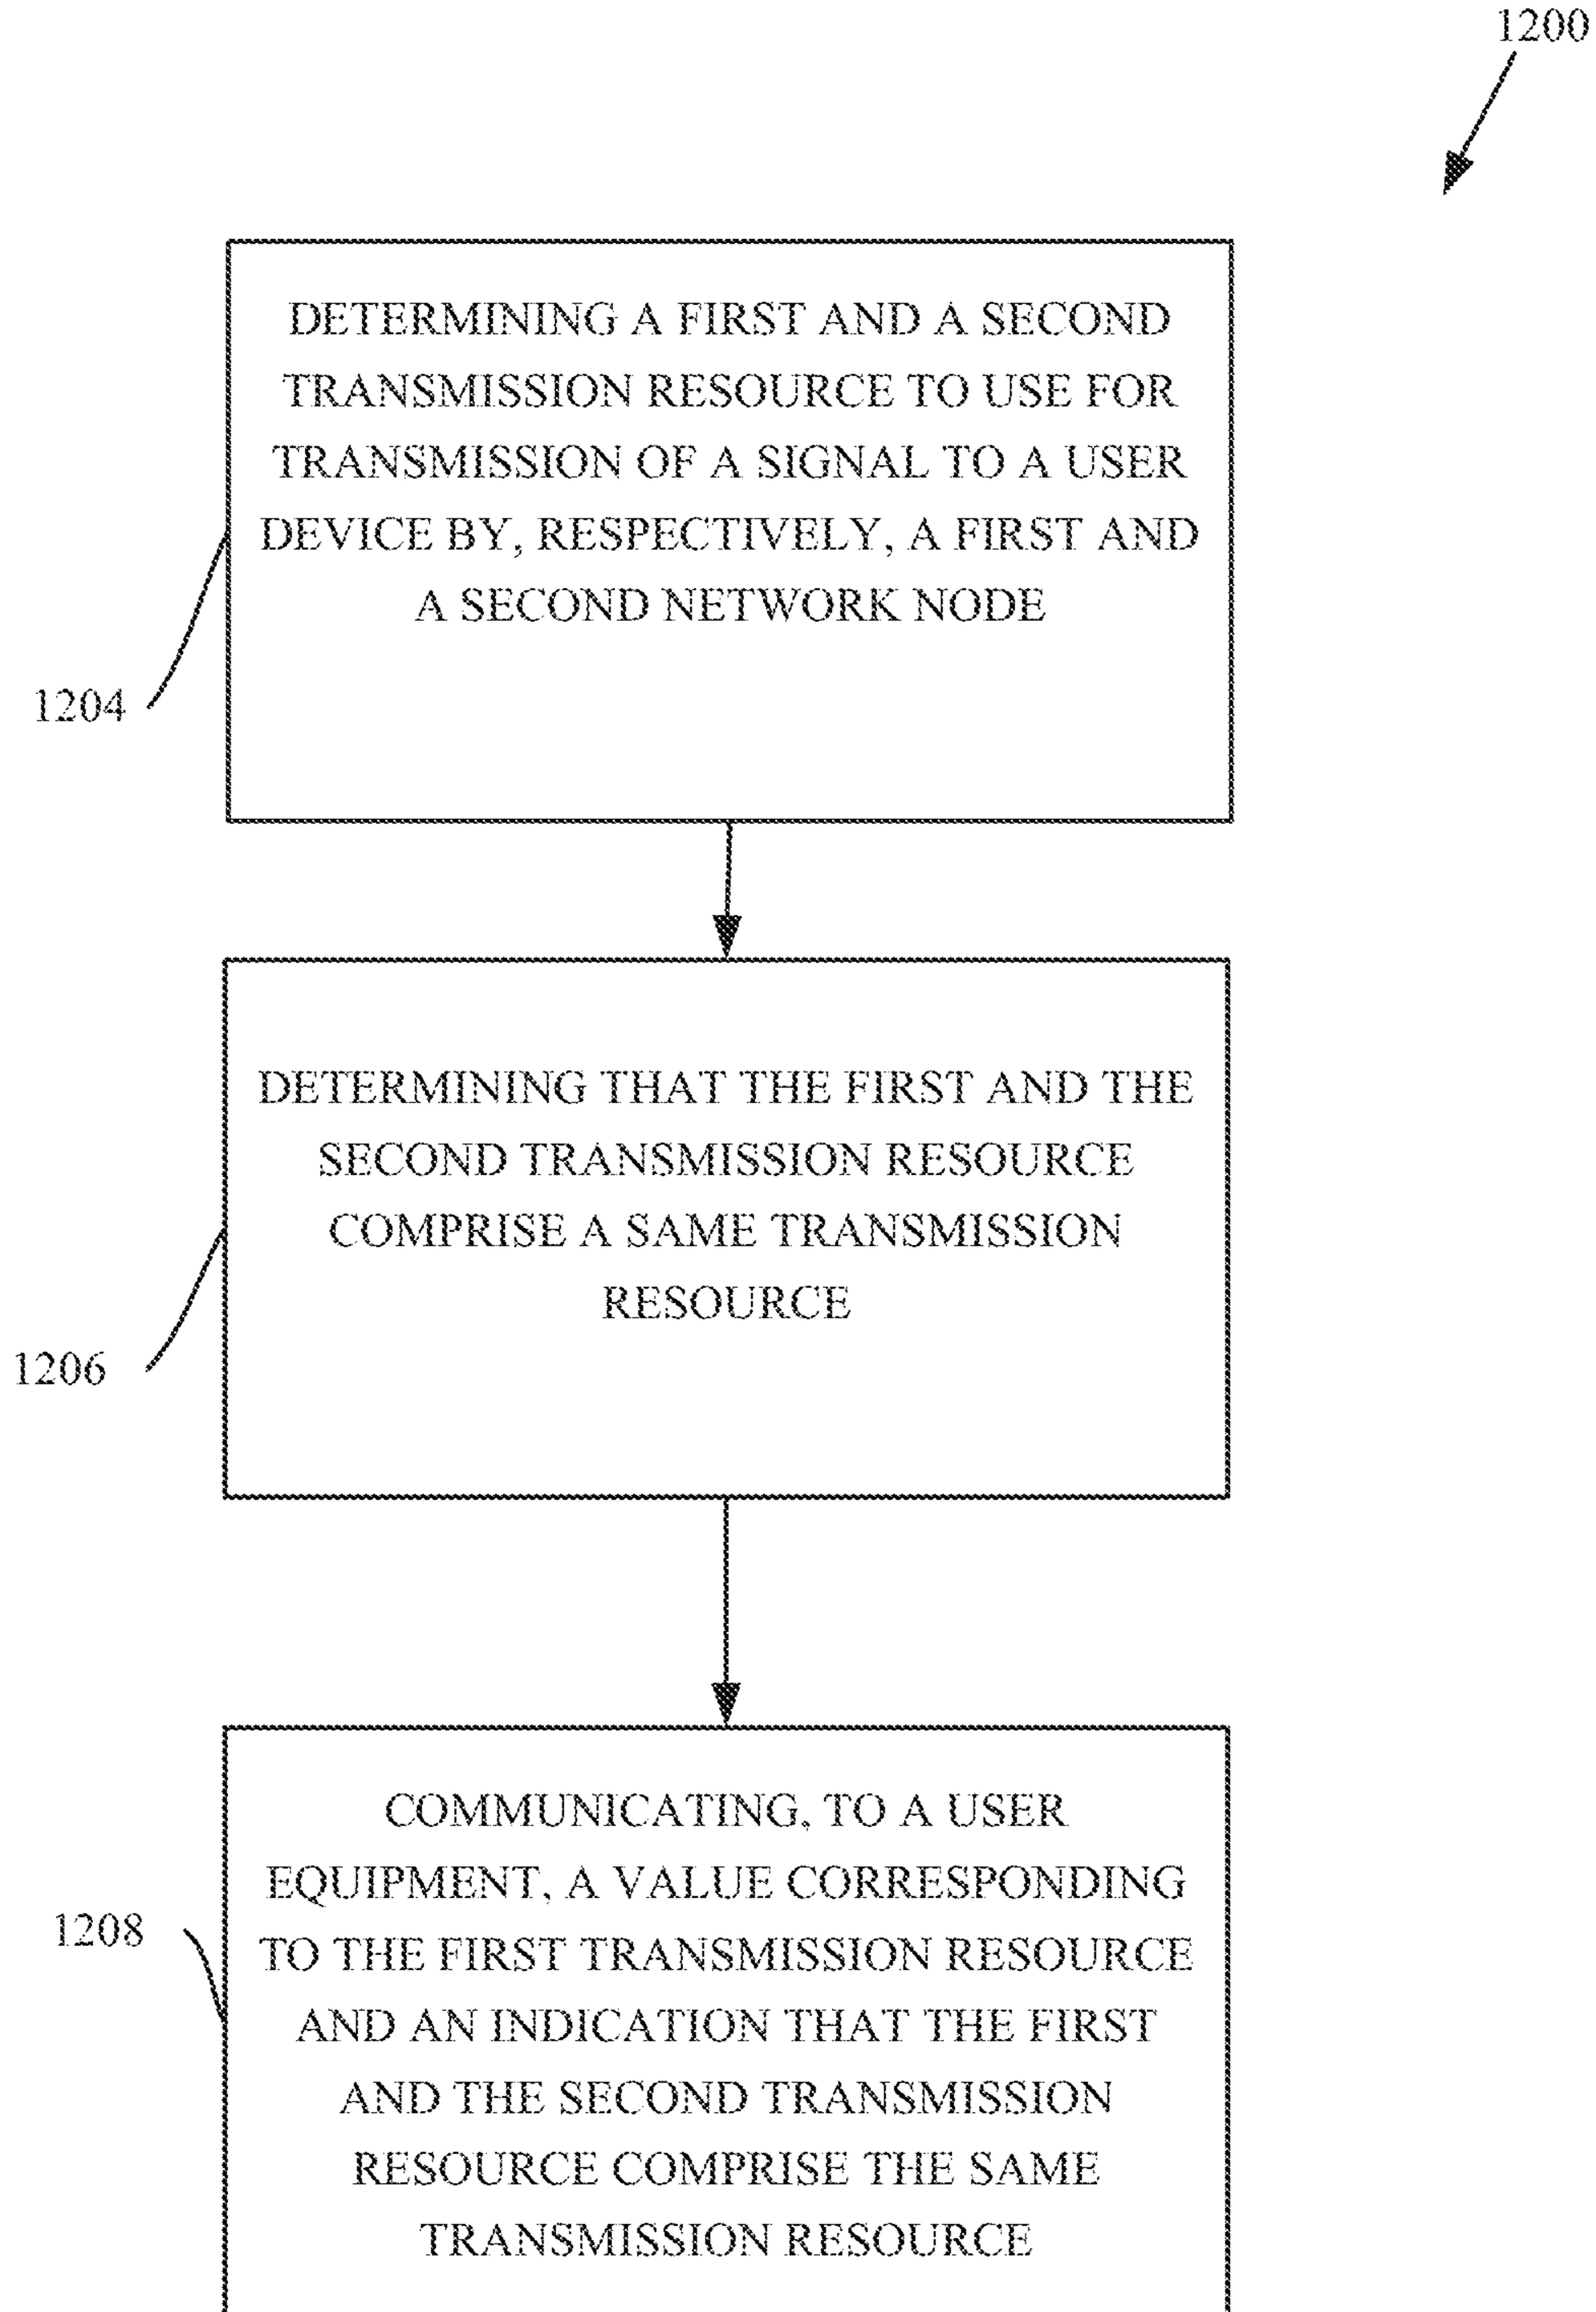 1200
DETERMINING A FIRST AND A SECOND
TRANSMISSION RESOURCE TO USE FOR
TRANSMISSION OF A SIGNAL TO A USER
DEVICE BY, RESPECTIVELY, A FIRST AND
A SECOND NETWORK NODE
1204
DETERMINING THAT THE FIRST AND THE
SECOND TRANSMISSION RESOURCE
COMPRISE A SAME TRANSMISSION
RESOURCE
1206
COMMUNICATING, TO A USER
EQUIPMENT, A VALUE CORRESPONDING
TO THE FIRST TRANSMISSION RESOURCE
AND AN INDICATION THAT THE FIRST
AND THE SECOND TRANSMISSION
RESOURCE COMPRISE THE SAME
TRANSMISSION RESOURCE
1208